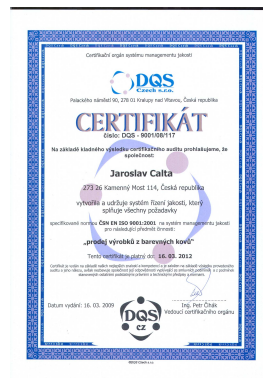 Certifikační orgán systému managementu jakosti
DQS
Czech s.r.o.
Palackého náměstí 90, 278 01 Kralupy nad Vltavou, Česká republika
CERTIFIKÁT
číslo: DQS - 9001/08/117
Na základě kladného výsledku certifikačního auditu prohlašujeme, že
společnost:
Jaroslav Calta
273 26 Kamenný Most 114, Česká republika
vytvořila a udržuje systém řízení jakosti, který
splňuje všechny požadavky
specifikované normou ČSN EN ISO 9001:2001, na systém managementu jakosti
pro následující předmět činnosti:
„prodej výrobků z barevných kovů"
Tento certifikát je platný do: 16. 03. 2012
Datum vydání: 16. 03. 2009
DQS
cz
Ing. Petr Čihák
Vedoucí certifikačního orgánu